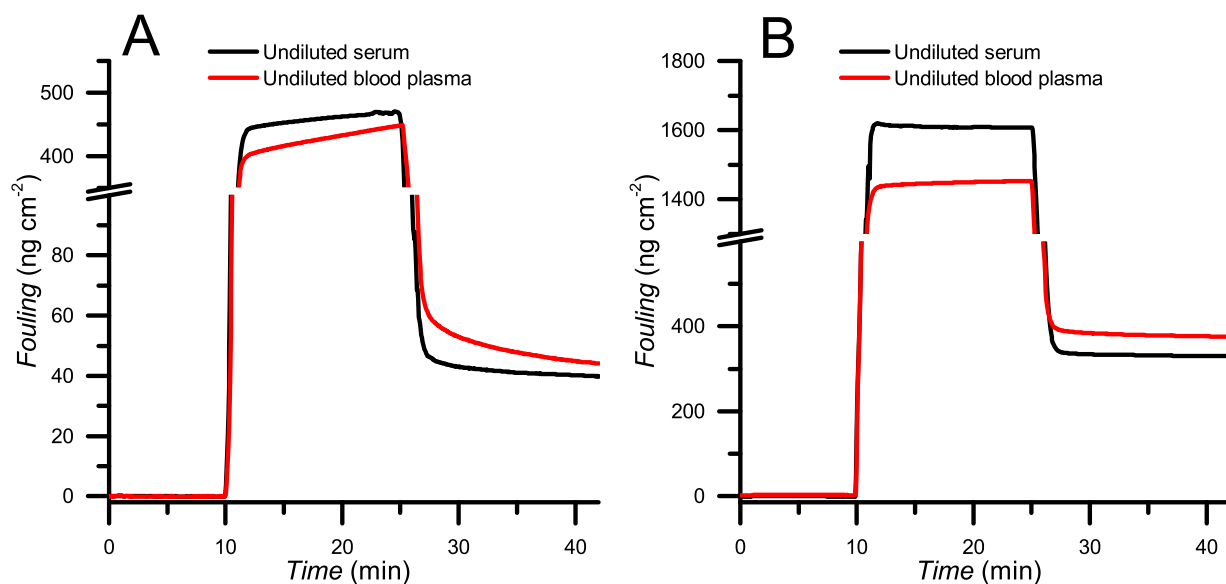 A
Undiluted serum
Undiluted blood plasma
Fouling (ng cm-2)
500
400
80
60
40
20
0
0 10 20 30 40
Time (min)
B
Undiluted serum
Undiluted blood plasma
Fouling (ng cm-2)
1800
1600
1400
400
200
0
0 10 20 30 40
Time (min)